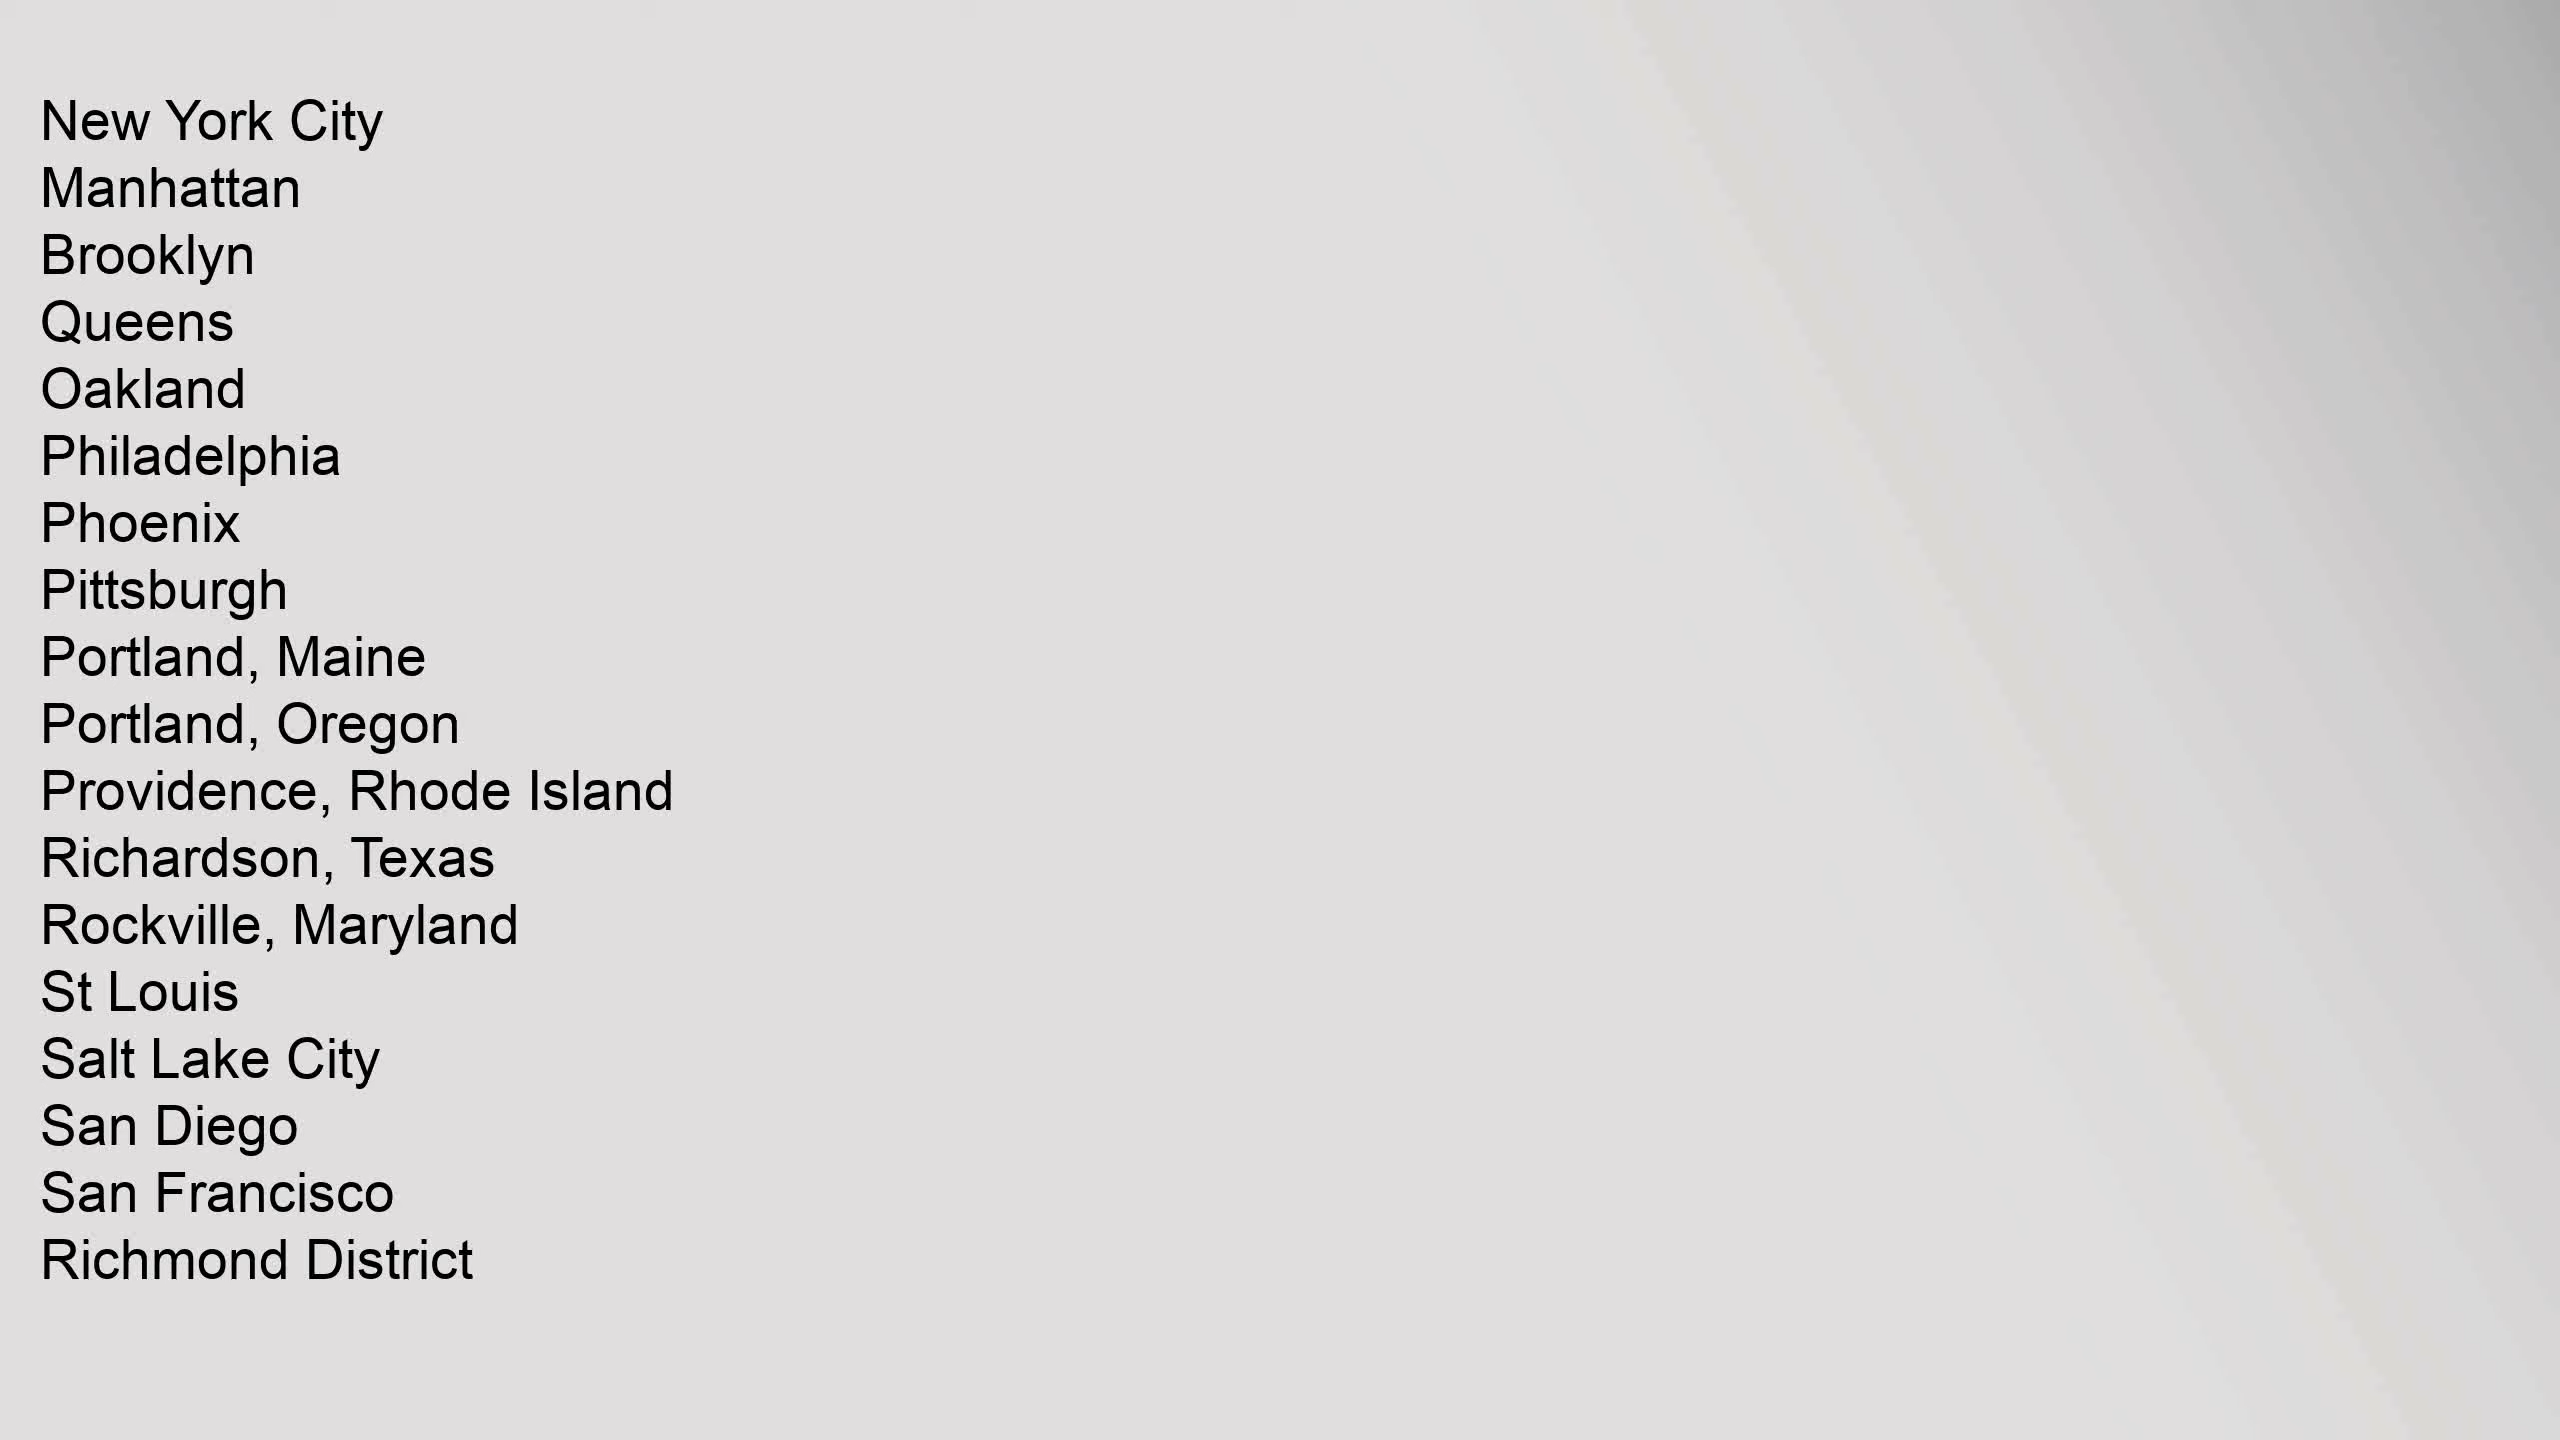 New York City
Manhattan
Brooklyn
Queens
Oakland
Philadelphia
Phoenix
Pittsburgh
Portland, Maine
Portland, Oregon
Providence, Rhode Island
Richardson, Texas
Rockville, Maryland
St Louis
Salt Lake City
San Diego
San Francisco
Richmond District